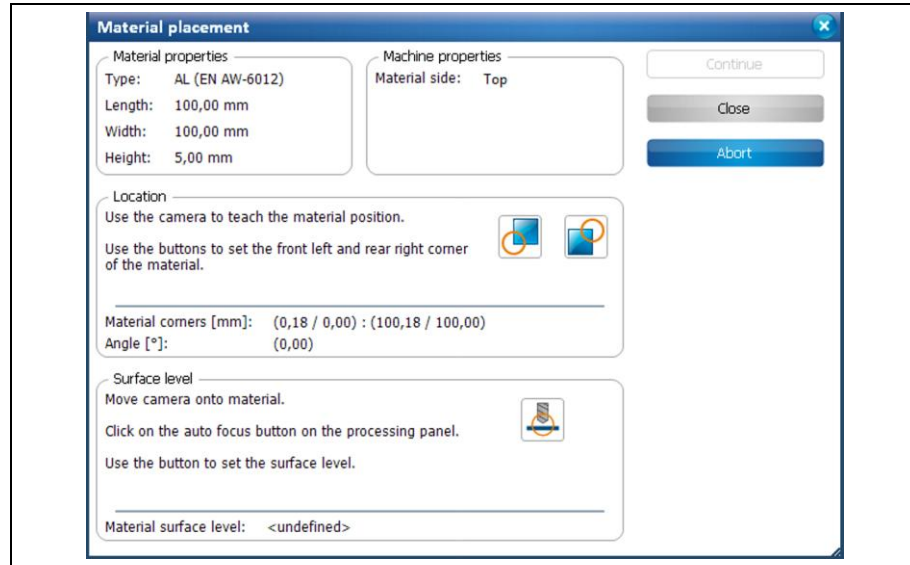 Material placement
Material properties
Type: AL (EN AW-6012)
Length: 100,00 mm
Width: 100,00 mm
Height: 5,00 mm
Machine properties
Material side: Top
Continue
Close
Abort
Location
Use the camera to teach the material position.
Use the buttons to set the front left and rear right corner
of the material.
Material corners [mm]: (0,18 / 0,00) : (100,18 / 100,00)
Angle [°]: (0,00)
Surface level
Move camera onto material.
Click on the auto focus button on the processing panel.
Use the button to set the surface level.
Material surface level: <undefined>